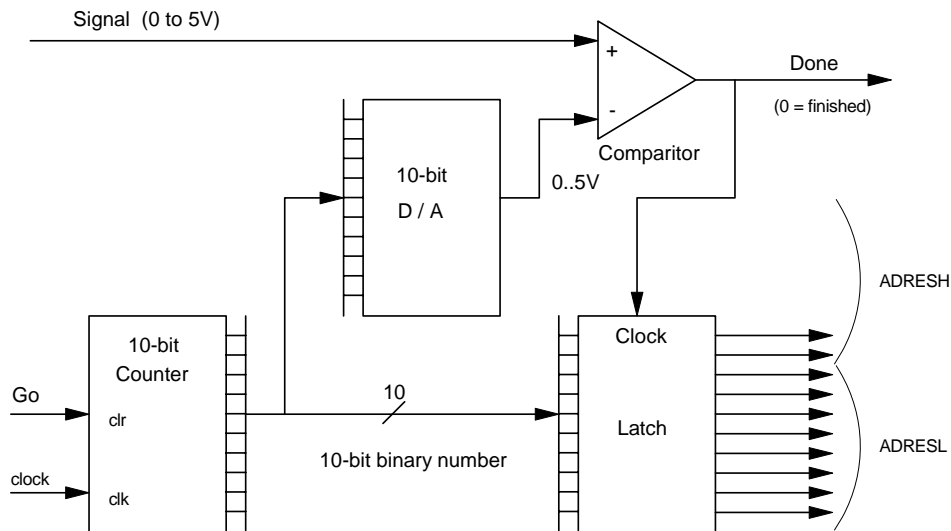 Signal (0 to 5V)
+
-
Done
(0 = finished)
Comparitor
10-bit
D / A
0..5V
ADRESH
10-bit
Counter
Go
clr
clock
clk
10
10-bit binary number
Clock
Latch
ADRESL